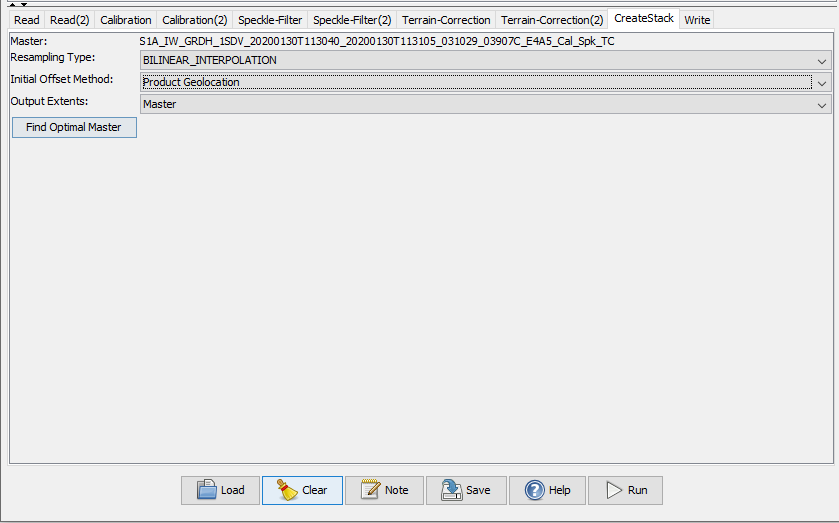 Read Read(2) Calibration Calibration(2) Speckle-Filter Speckle-Filter(2) Terrain-Correction Terrain-Correction(2) CreateStack Write
Master: S1A_IW_GRDH_1SDV_20200130T113040_20200130T113105_031029_03907C_E4A5_Cal_Spk_TC
Resampling Type: BILINEAR_INTERPOLATION
Initial Offset Method: Product Geolocation
Output Extents: Master
Find Optimal Master
Load Clear Note Save Help Run